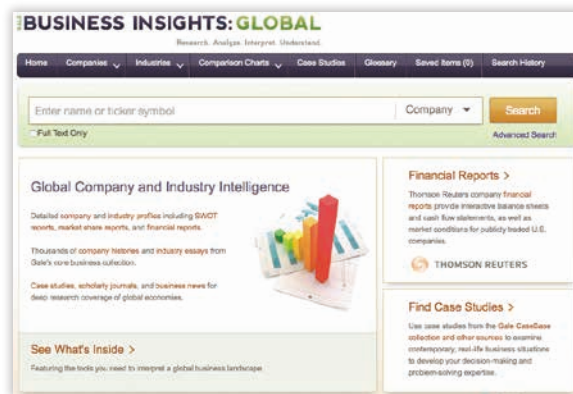 GALE
BUSINESS INSIGHTS: GLOBAL
Research. Analyze. Interpret. Understand.
Home Companies Industries Comparison Charts Case Studies Glossary Saved Items (0) Search History
Enter name or ticker symbol Company Search
Full Text Only Advanced Search
Global Company and Industry Intelligence
Detailed company and industry profiles including SWOT
reports, market share reports, and financial reports.
Thousands of company histories and industry essays from
Gale's core business collection.
Case studies, scholarly journals, and business news for
deep research coverage of global economies.
See What's Inside >
Featuring the tools you need to interpret a global business landscape
Financial Reports >
Thomson Reuters company financial
reports provide interactive balance sheets
and cash flow statements, as well as
market conditions for publicly traded U.S.
companies.
THOMSON REUTERS
Find Case Studies >
Use case studies from the Gale CaseBase
collection and other sources to examine
contemporary, real-life business situations
to develop your decision-making and
problem-solving expertise.